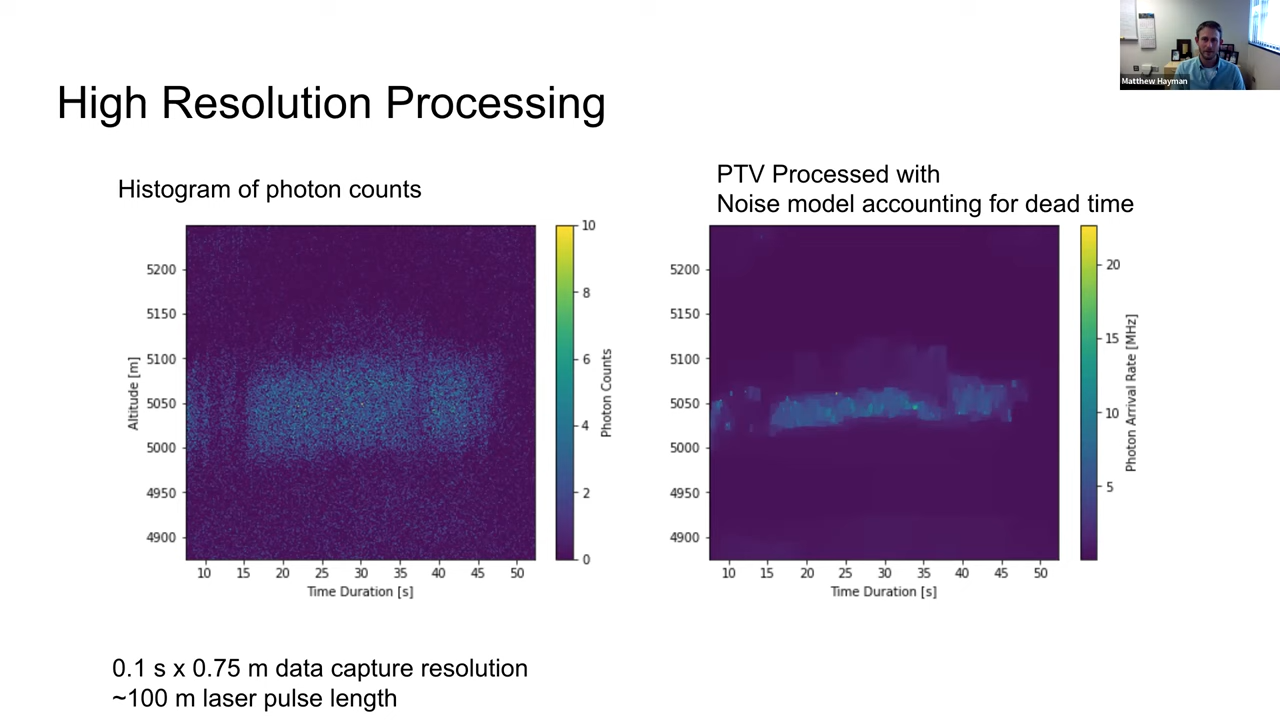 Matthew Hayman
High Resolution Processing
Histogram of photon counts
PTV Processed with
Noise model accounting for dead time
5200
5150
5100
5050
5000
4950
4900
Altitude [m]
10 15 20 25 30 35 40 45 50
Time Duration [s]
10
8
6
4
2
0
Photon Counts
5200
5150
5100
5050
5000
4950
4900
10 15 20 25 30 35 40 45 50
Time Duration [s]
20
15
10
5
Photon Arrival Rate [MHz]
0.1 s x 0.75 m data capture resolution
~100 m laser pulse length